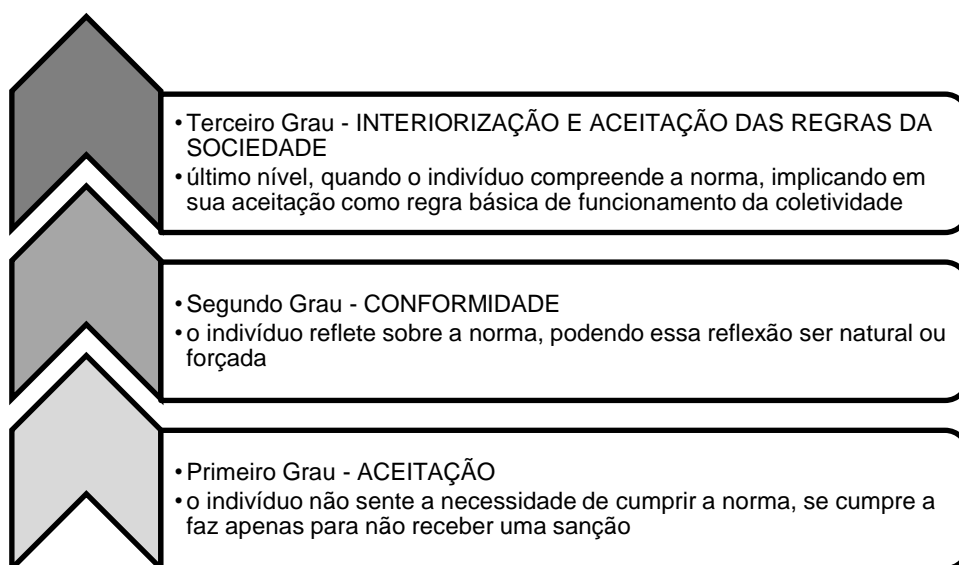 • Terceiro Grau - INTERIORIZAÇÃO E ACEITAÇÃO DAS REGRAS DA
SOCIEDADE
• último nível, quando o indivíduo compreende a norma, implicando em
sua aceitação como regra básica de funcionamento da coletividade
• Segundo Grau - CONFORMIDADE
• o indivíduo reflete sobre a norma, podendo essa reflexão ser natural ou
forçada
• Primeiro Grau - ACEITAÇÃO
• o indivíduo não sente a necessidade de cumprir a norma, se cumpre a
faz apenas para não receber uma sanção